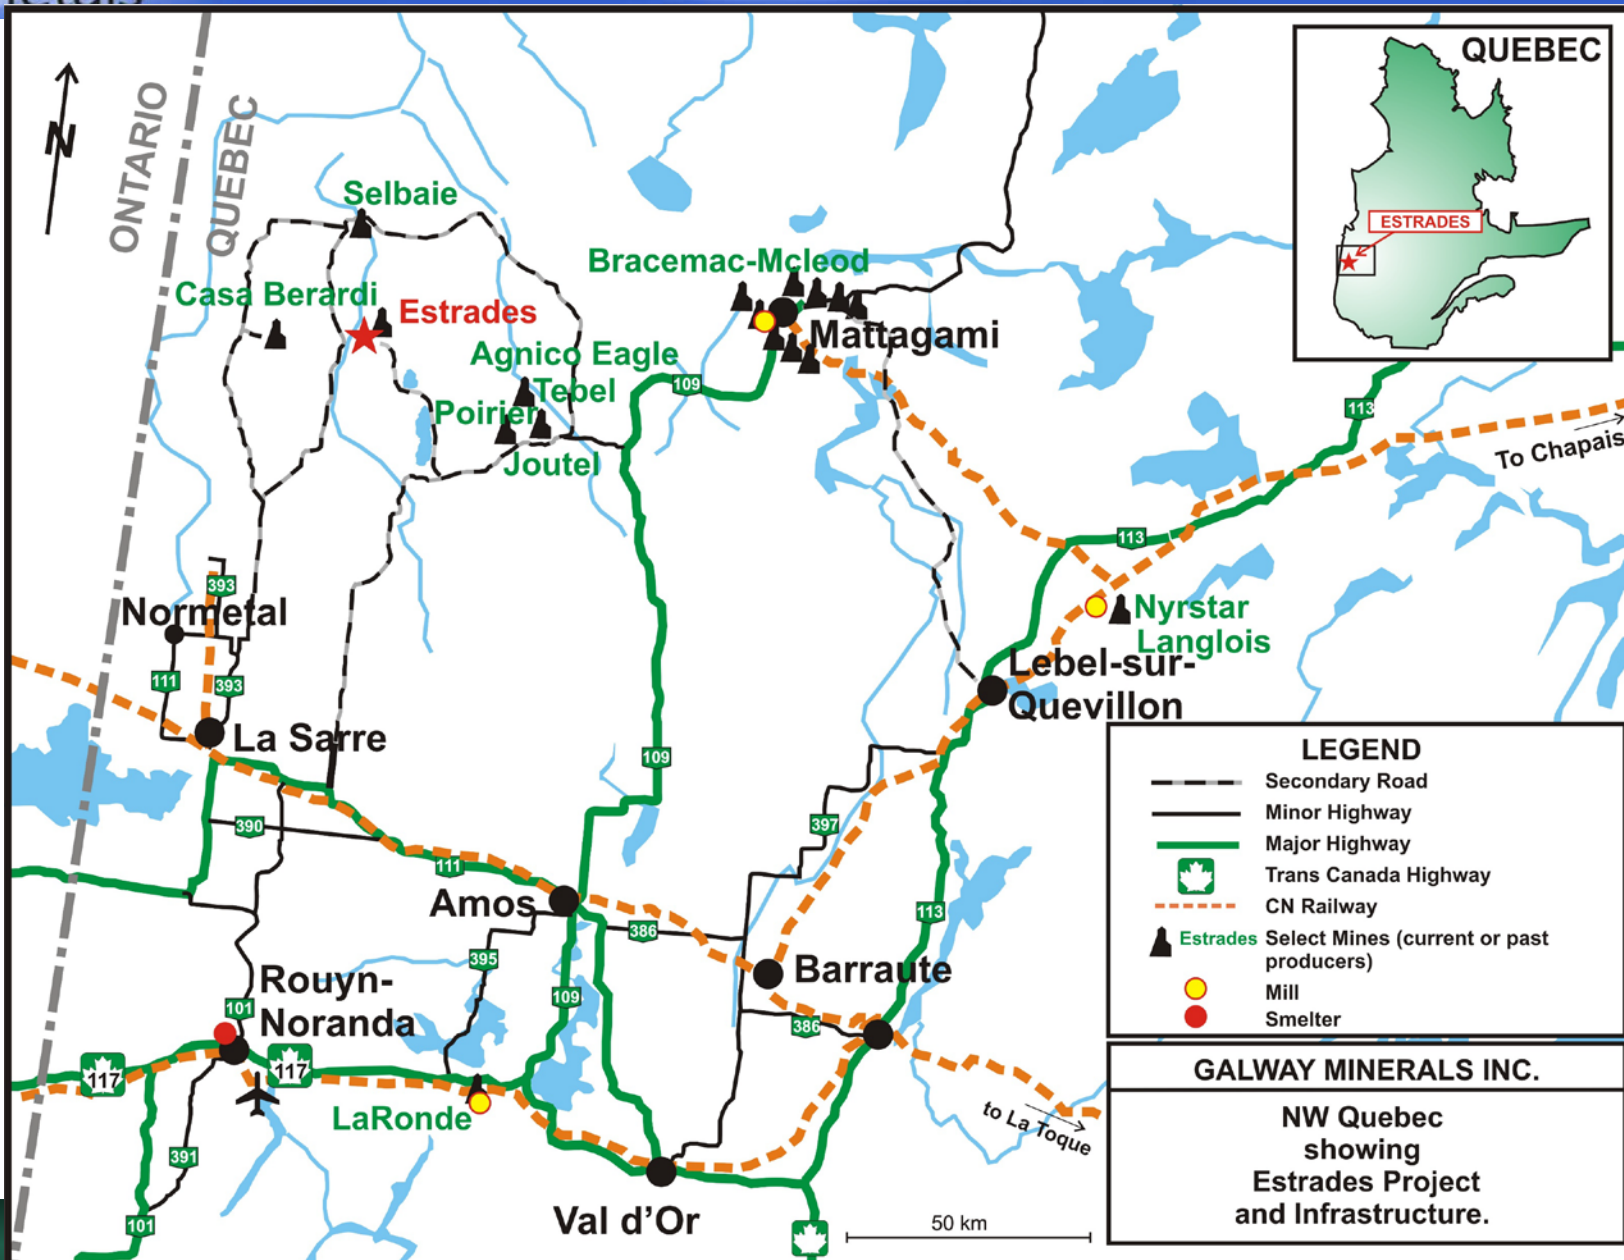 QUEBEC
ESTRADES
N
ONTARIO
QUEBEC
Selbaie
Casa Berardi
Estrades
Bracemac-Mcleod
Mattagami
Agnico Eagle
Tebel
Poirier
Joutel
109
113
To Chapais
113
393
Normetal
111
393
Nyrstar
Langlois
Lebel-sur-
Quevillon
La Sarre
109
390
397
111
Amos
386
113
395
Barraute
109
386
Rouyn-
Noranda
101
117
117
LaRonde
to La Toque
391
101
Val d’Or
50 km
LEGEND
Secondary Road
Minor Highway
Major Highway
Trans Canada Highway
CN Railway
Estrades Select Mines (current or past
producers)
Mill
Smelter
GALWAY MINERALS INC.
NW Quebec
showing
Estrades Project
and Infrastructure.